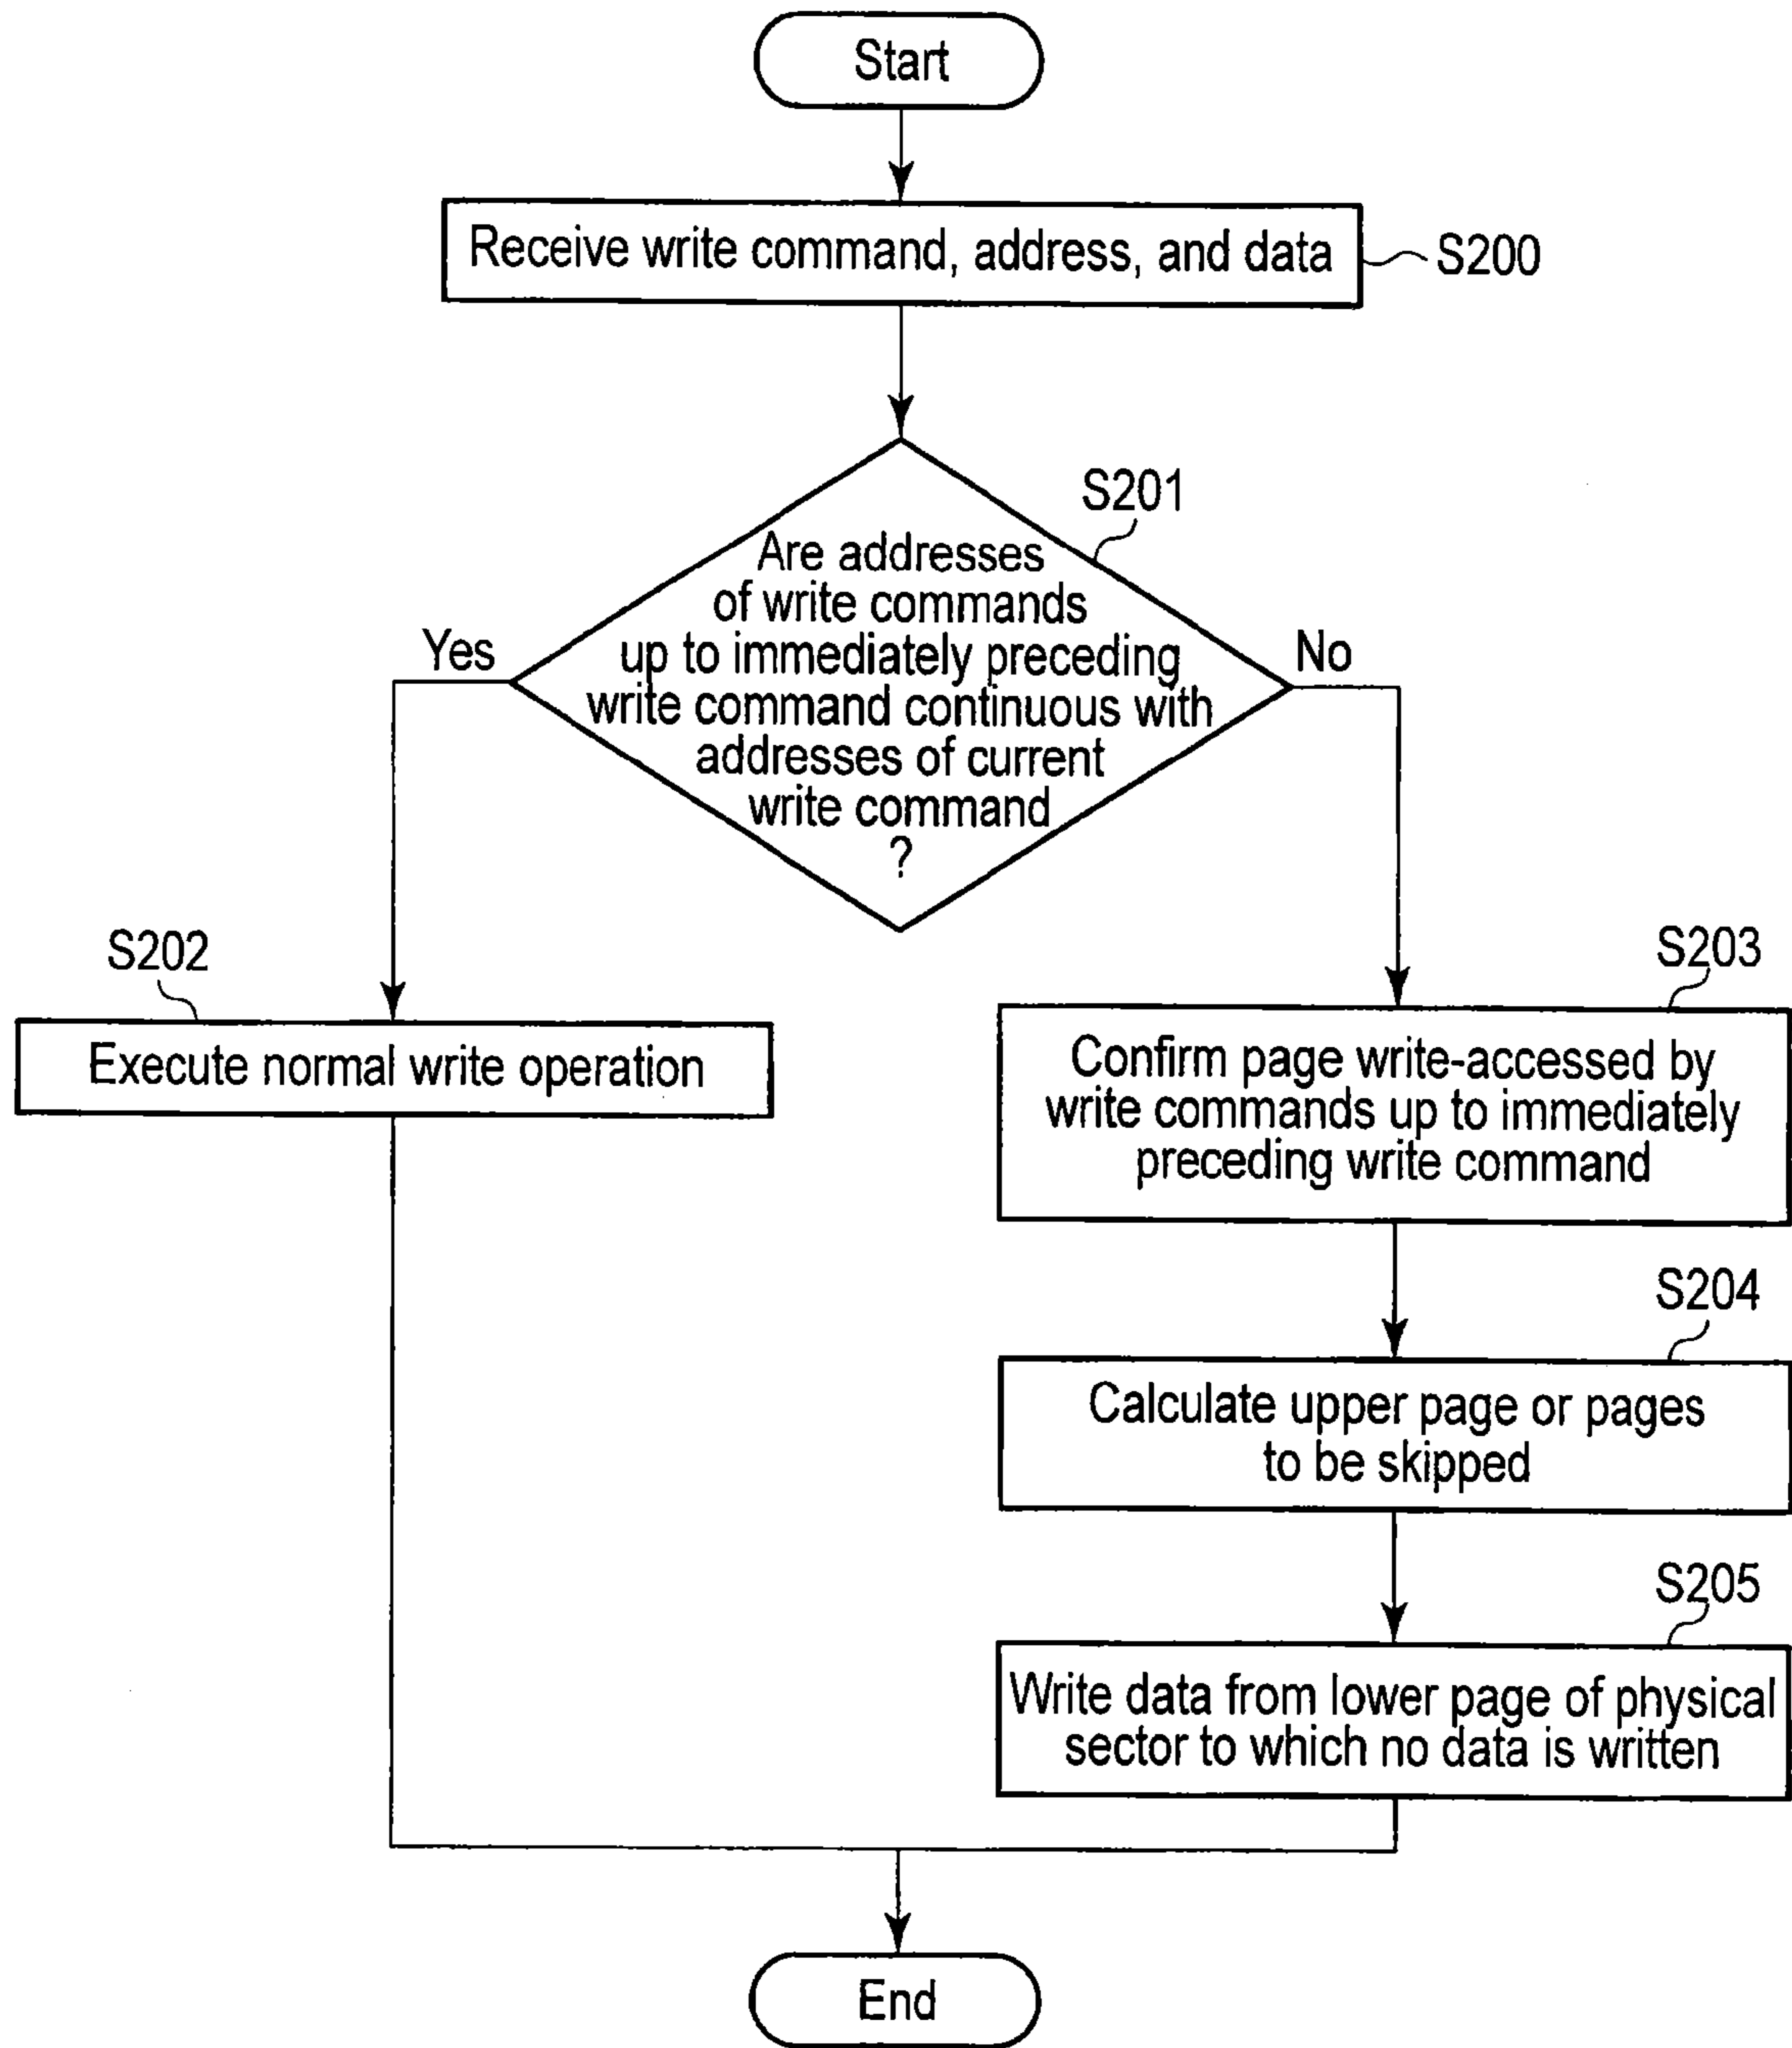 Start
Receive write command, address, and data
S200
S201
Are addresses
of write commands
up to immediately preceding
write command continuous with
addresses of current
write command
?
Yes
No
S202
Execute normal write operation
S203
Confirm page write-accessed by
write commands up to immediately
preceding write command
S204
Calculate upper page or pages
to be skipped
S205
Write data from lower page of physical
sector to which no data is written
End